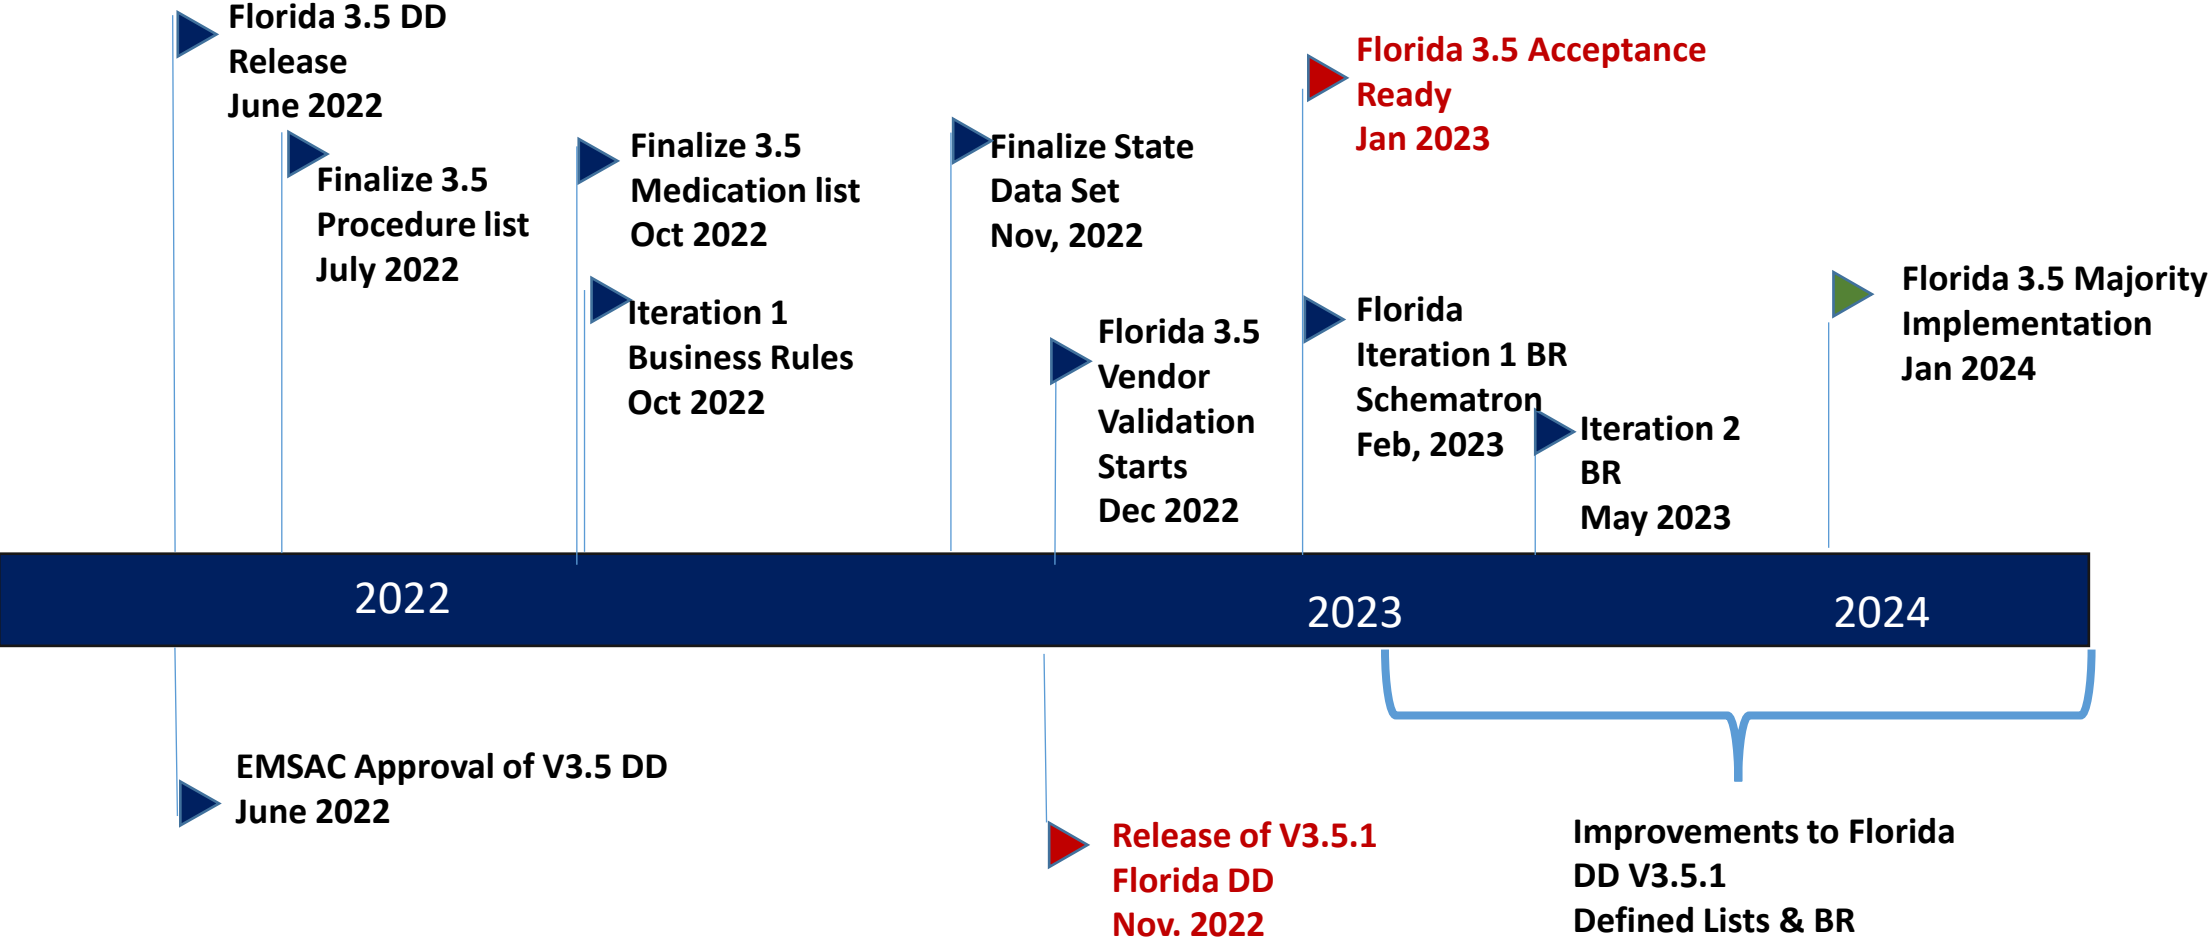 Florida 3.5 DD
Release
June 2022
Finalize 3.5
Procedure list
July 2022
Finalize 3.5
Medication list
Oct 2022
Iteration 1
Business Rules
Oct 2022
Finalize State
Data Set
Nov, 2022
Florida 3.5
Vendor
Validation
Starts
Dec 2022
Florida 3.5 Acceptance
Ready
Jan 2023
Florida
Iteration 1 BR
Schematron
Feb, 2023
Iteration 2
BR
May 2023
Florida 3.5 Majority
Implementation
Jan 2024
2022
2023
2024
EMSAC Approval of V3.5 DD
June 2022
Release of V3.5.1
Florida DD
Nov. 2022
Improvements to Florida
DD V3.5.1
Defined Lists & BR